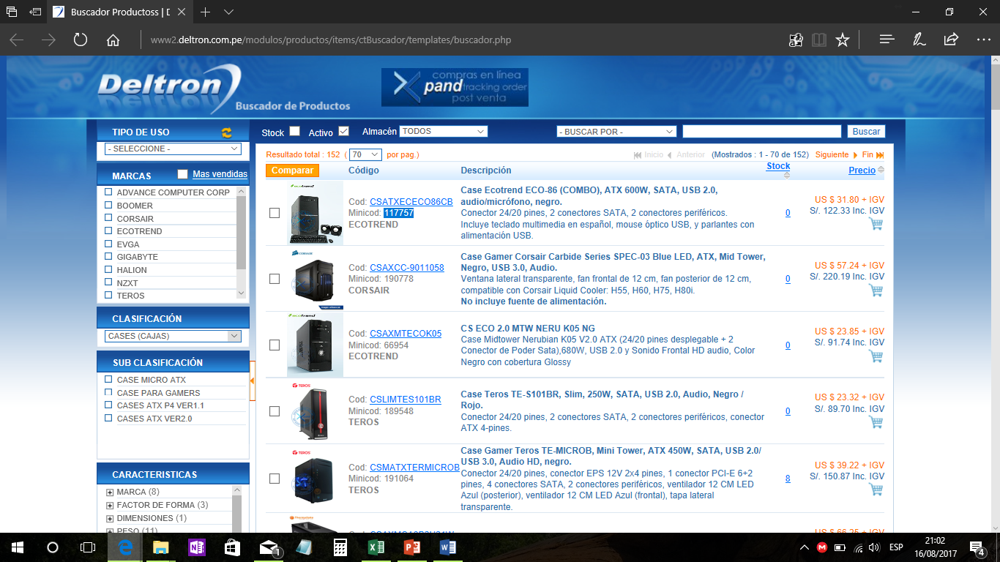 Buscador Productoss | D
www2.deltron.com.pe/modulos/productos/items/ctBuscador/templates/buscador.php
Deltron
Buscador de Productos
Xpand
compras en línea
tracking order
post venta
TIPO DE USO
- SELECCIONE -
Stock
Activo
Almacén
TODOS
- BUSCAR POR -
Buscar
MARCAS
Mas vendidas
ADVANCE COMPUTER CORP
BOOMER
CORSAIR
ECOTREND
EVGA
GIGABYTE
HALION
NZXT
TEROS
CLASIFICACIÓN
CASES (CAJAS)
SUB CLASIFICACIÓN
CASE MICRO ATX
CASE PARA GAMERS
CASES ATX P4 VER1.1
CASES ATX VER2.0
CARACTERISTICAS
MARCA (8)
FACTOR DE FORMA (3)
DIMENSIONES (1)
PESO (11)
Resultado total : 152 ( 70 por pag.)
Inicio Anterior (Mostrados : 1 - 70 de 152) Siguiente Fin
Comparar Código Descripción Stock Precio
ecotrend
Cod: CSATXECECO86CB
Minicod: 117757
ECOTREND
Case Ecotrend ECO-86 (COMBO), ATX 600W, SATA, USB 2.0,
audio/micrófono, negro.
Conector 24/20 pines, 2 conectores SATA, 2 conectores periféricos.
Incluye teclado multimedia en español, mouse óptico USB, y parlantes con
alimentación USB.
0
US $ 31.80 + IGV
S/. 122.33 Inc. IGV
CORSAIR
Cod: CSAXCC-9011058
Minicod: 190778
CORSAIR
Case Gamer Corsair Carbide Series SPEC-03 Blue LED, ATX, Mid Tower,
Negro, USB 3.0, Audio.
Ventana lateral transparente, fan frontal de 12 cm, fan posterior de 12 cm,
compatible con Corsair Liquid Cooler: H55, H60, H75, H80i.
No incluye fuente de alimentación.
0
US $ 57.24 + IGV
S/. 220.19 Inc. IGV
ecotrend
Cod: CSAXMTECOK05
Minicod: 66954
ECOTREND
CS ECO 2.0 MTW NERU K05 NG
Case Midtower Nerubian K05 V2.0 ATX (24/20 pines desplegable + 2
Conector de Poder Sata),680W, USB 2.0 y Sonido Frontal HD audio, Color
Negro con cobertura Glossy
0
US $ 23.85 + IGV
S/. 91.74 Inc. IGV
TEROS
Cod: CSLIMTES101BR
Minicod: 189548
TEROS
Case Teros TE-S101BR, Slim, 250W, SATA, USB 2.0, Audio, Negro /
Rojo.
Conector 24/20 pines, 2 conectores SATA, 2 conectores periféricos, conector
ATX 4-pines.
0
US $ 23.32 + IGV
S/. 89.70 Inc. IGV
TEROS
Cod: CSMATXTERMICROB
Minicod: 191064
TEROS
Case Gamer Teros TE-MICROB, Mini Tower, ATX 450W, SATA, USB 2.0/
USB 3.0, Audio HD, negro.
Conector 24/20 pines, conector EPS 12V 2x4 pines, 1 conector PCI-E 6+2
pines, 4 conectores SATA, 2 conectores periféricos, ventilador 12 CM LED
Azul (posterior), ventilador 12 CM LED Azul (frontal), tapa lateral
transparente.
8
US $ 39.22 + IGV
S/. 150.87 Inc. IGV
US $ 66.25 + IGV
1
ESP
21:02
16/08/2017
4